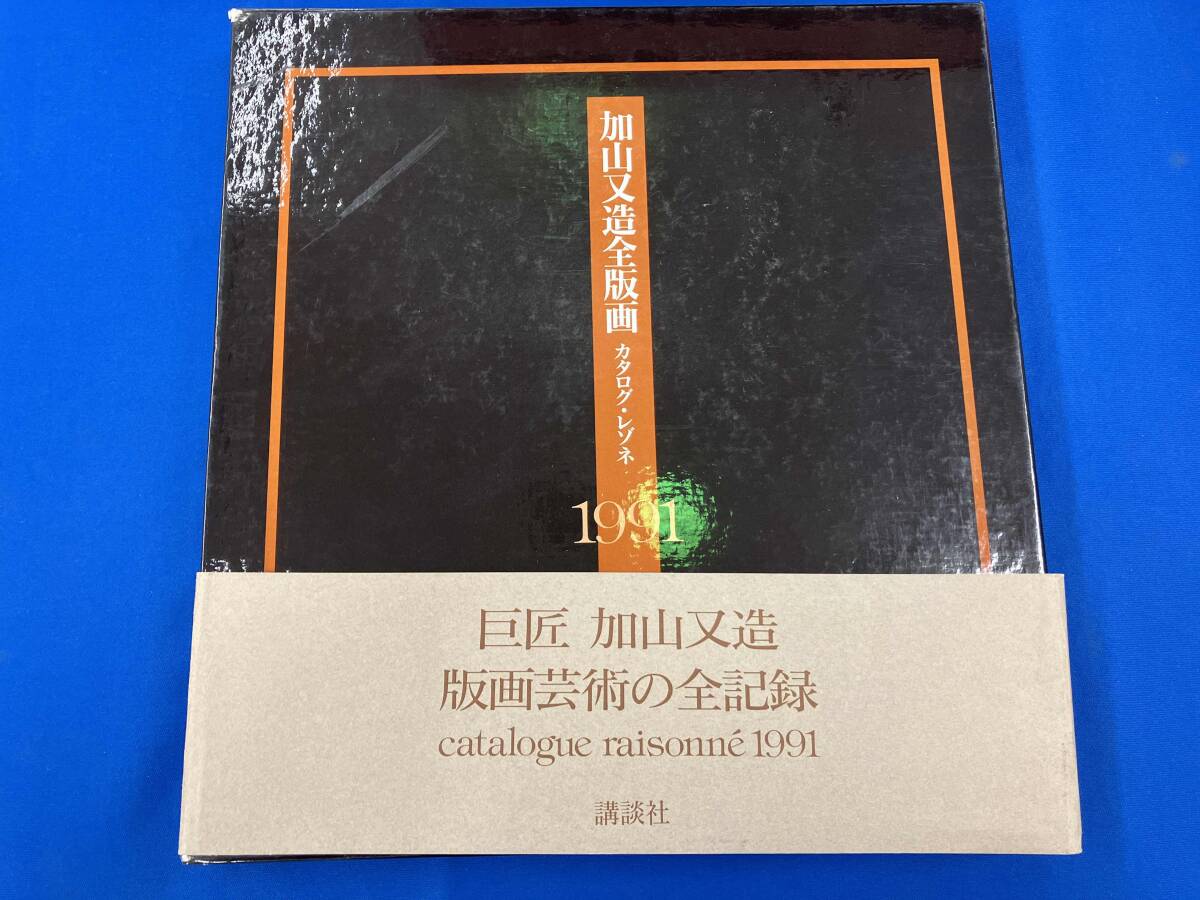 加山又造全版画
カタログ・レゾネ
1991
巨匠 加山又造
版画芸術の全記録
catalogue raisonné 1991
講談社